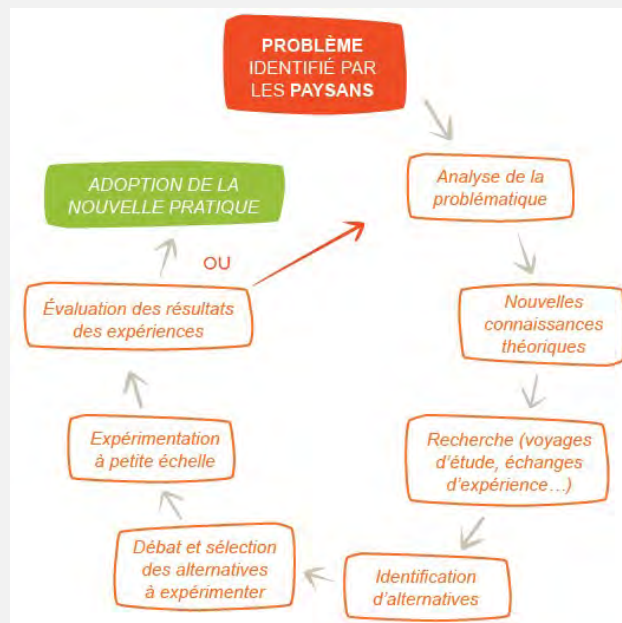 PROBLÈME
IDENTIFIÉ PAR
LES PAYSANS
Analyse de la
problématique
Nouvelles
connaissances
théoriques
Recherche (voyages
d'étude, échanges
d'expérience…)
Identification
d'alternatives
Débat et sélection
des alternatives
à expérimenter
Expérimentation
à petite échelle
Évaluation des résultats
des expériences
OU
ADOPTION DE LA
NOUVELLE PRATIQUE